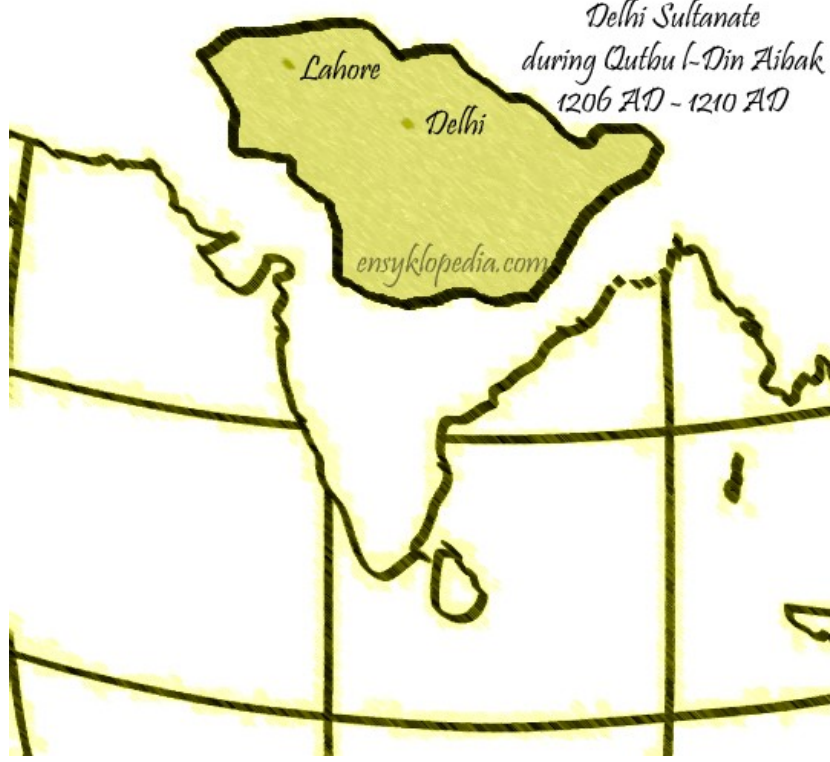 Delhi Sultanate
during Qutbu l-Din Aibak
1206 AD - 1210 AD
Lahore
Delhi
ensyklopedia.com